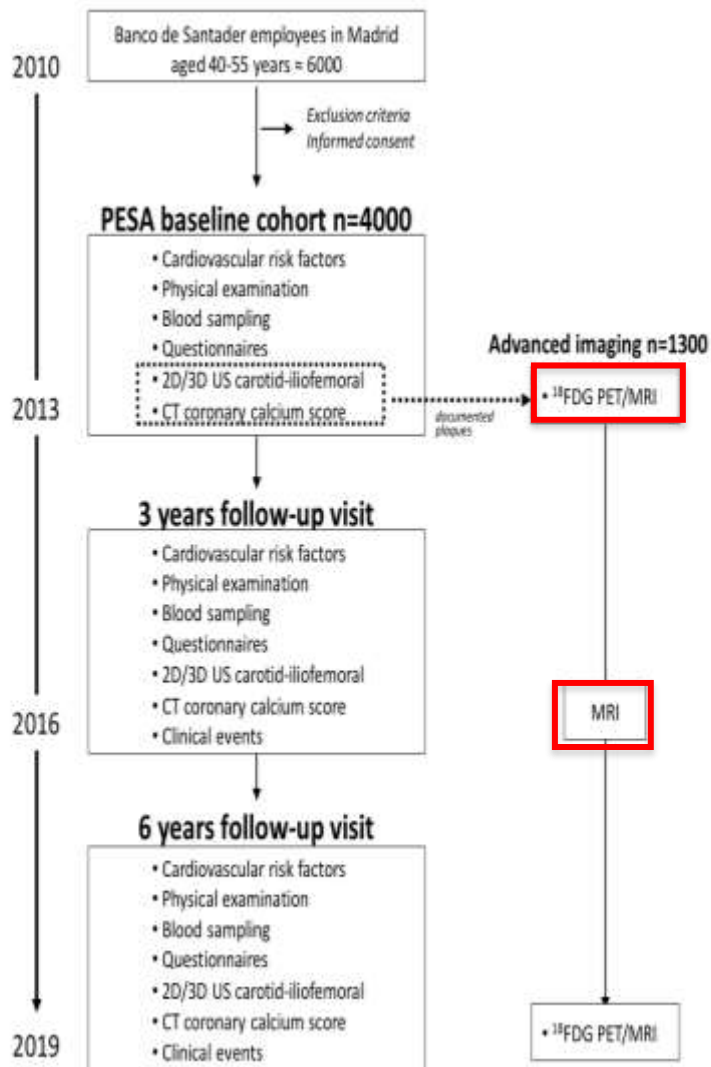 2010
Banco de Santader employees in Madrid
aged 40-55 years ≈ 6000
Exclusion criteria
Informed consent
PESA baseline cohort n=4000
• Cardiovascular risk factors
• Physical examination
• Blood sampling
• Questionnaires
• 2D/3D US carotid-iliofemoral
• CT coronary calcium score
2013
documented
plaques
Advanced imaging n=1300
• ¹⁸FDG PET/MRI
3 years follow-up visit
• Cardiovascular risk factors
• Physical examination
• Blood sampling
• Questionnaires
• 2D/3D US carotid-iliofemoral
• CT coronary calcium score
• Clinical events
2016
MRI
6 years follow-up visit
• Cardiovascular risk factors
• Physical examination
• Blood sampling
• Questionnaires
• 2D/3D US carotid-iliofemoral
• CT coronary calcium score
• Clinical events
2019
• ¹⁸FDG PET/MRI